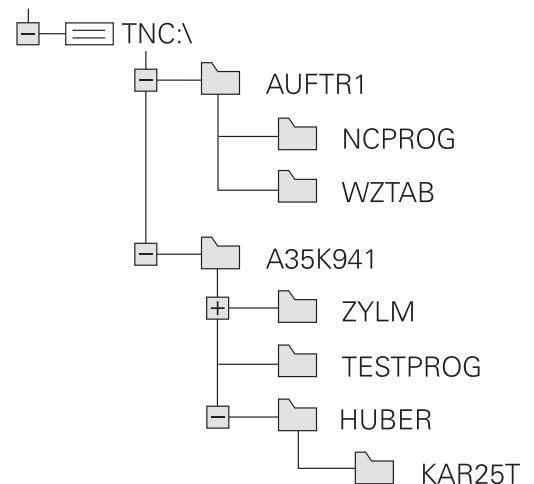 TNC:\
AUFTR1
NCPROG
WZTAB
A35K941
ZYLM
TESTPROG
HUBER
KAR25T